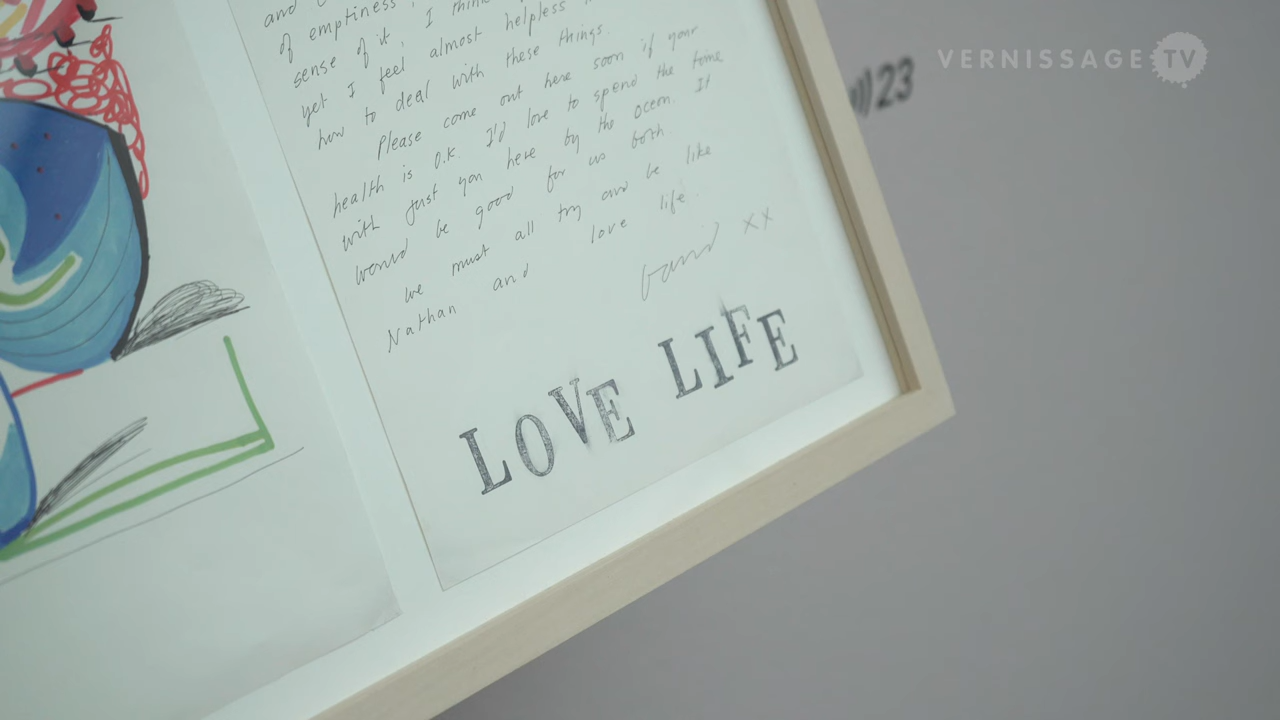 VERNISSAGE TV
23
and
of emptiness,
sense of it, I think
yet I feel almost helpless
how to deal with these things.
Please come out here soon if your
health is O.K. I'd love to spend the time
with just you here by the ocean. It
would be good for us both.
We must all try and be like
Nathan and love life.
David XX
LOVE LIFE